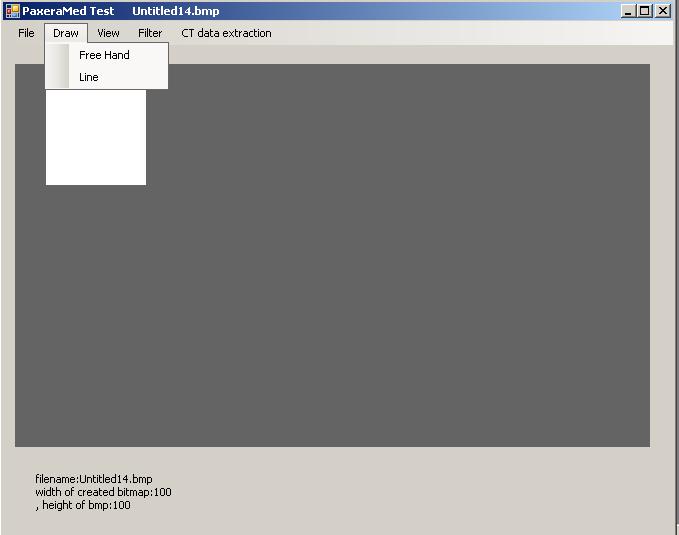 PaxeraMed Test Untitled14.bmp
File Draw View Filter CT data extraction
Free Hand
Line
filename:Untitled14.bmp
width of created bitmap:100
, height of bmp:100